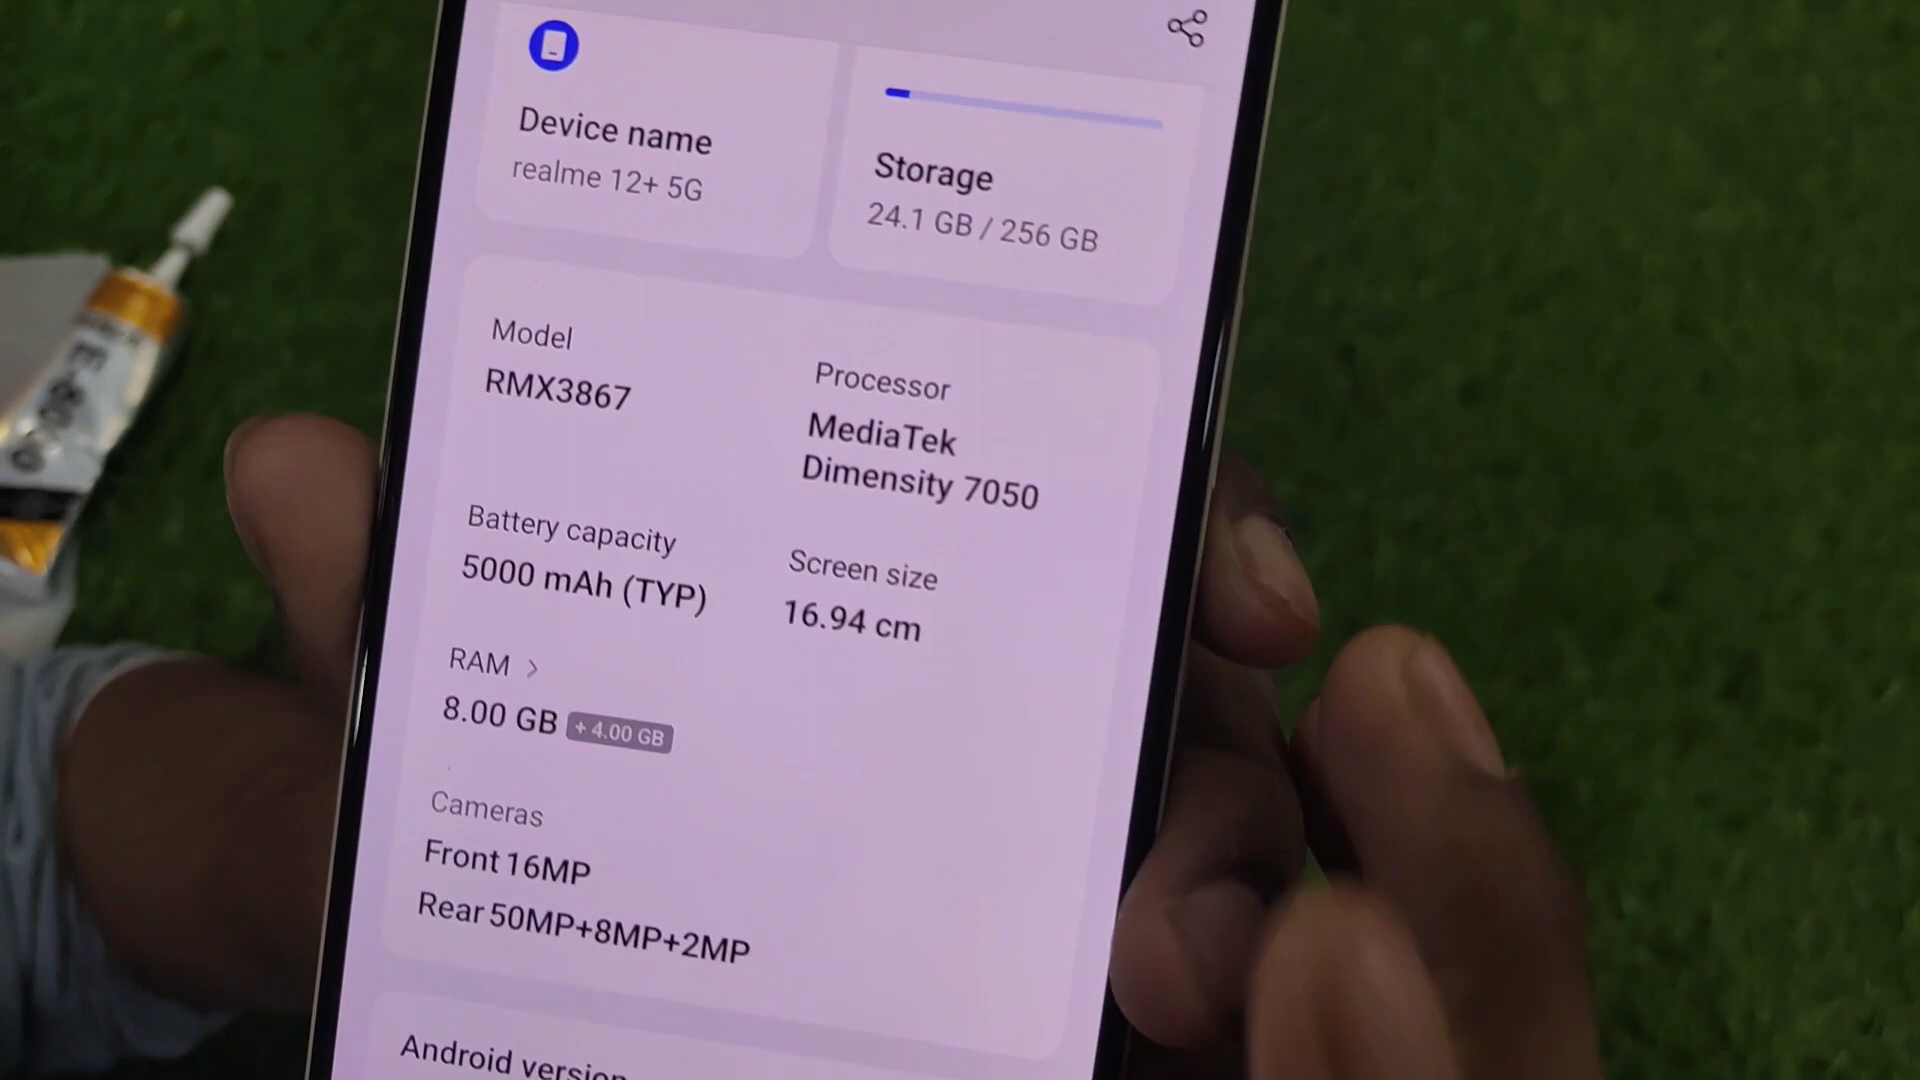 Device name
realme 12+ 5G
Storage
24.1 GB / 256 GB
Model
RMX3867
Processor
MediaTek
Dimensity 7050
Battery capacity
5000 mAh (TYP)
Screen size
16.94 cm
RAM >
8.00 GB + 4.00 GB
Cameras
Front 16MP
Rear 50MP+8MP+2MP
Android version
E-8000